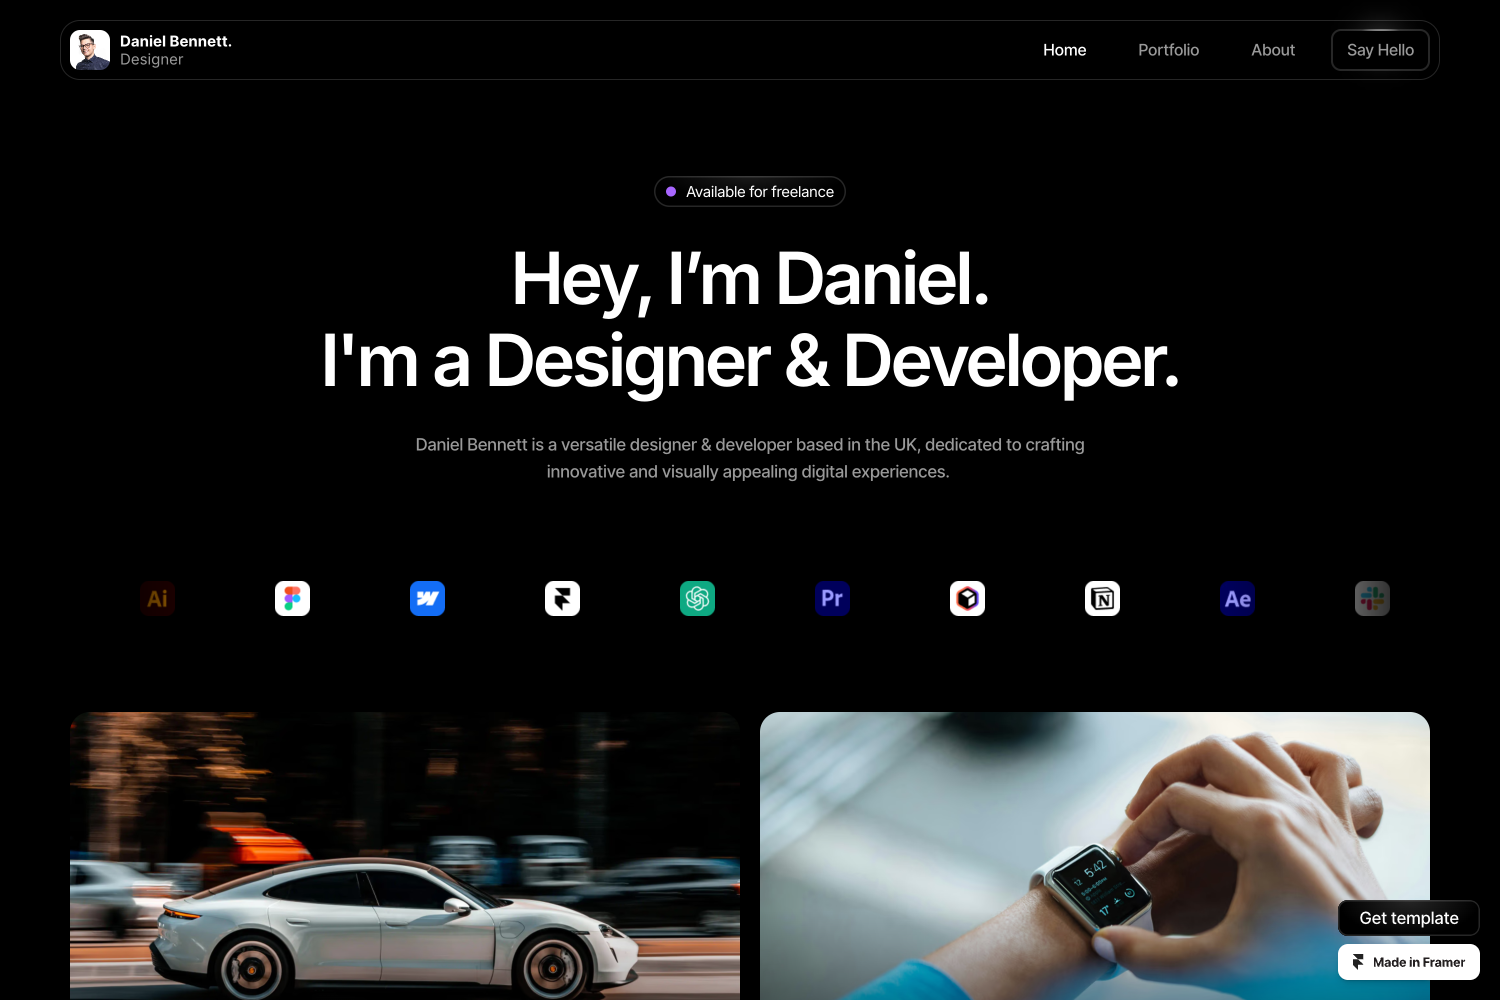 Daniel Bennett.
Designer
Home
Portfolio
About
Say Hello
Available for freelance
Hey, I’m Daniel.
I'm a Designer & Developer.
Daniel Bennett is a versatile designer & developer based in the UK, dedicated to crafting
innovative and visually appealing digital experiences.
Ai
Pr
N
Ae
5:42
17°
Get template
Made in Framer